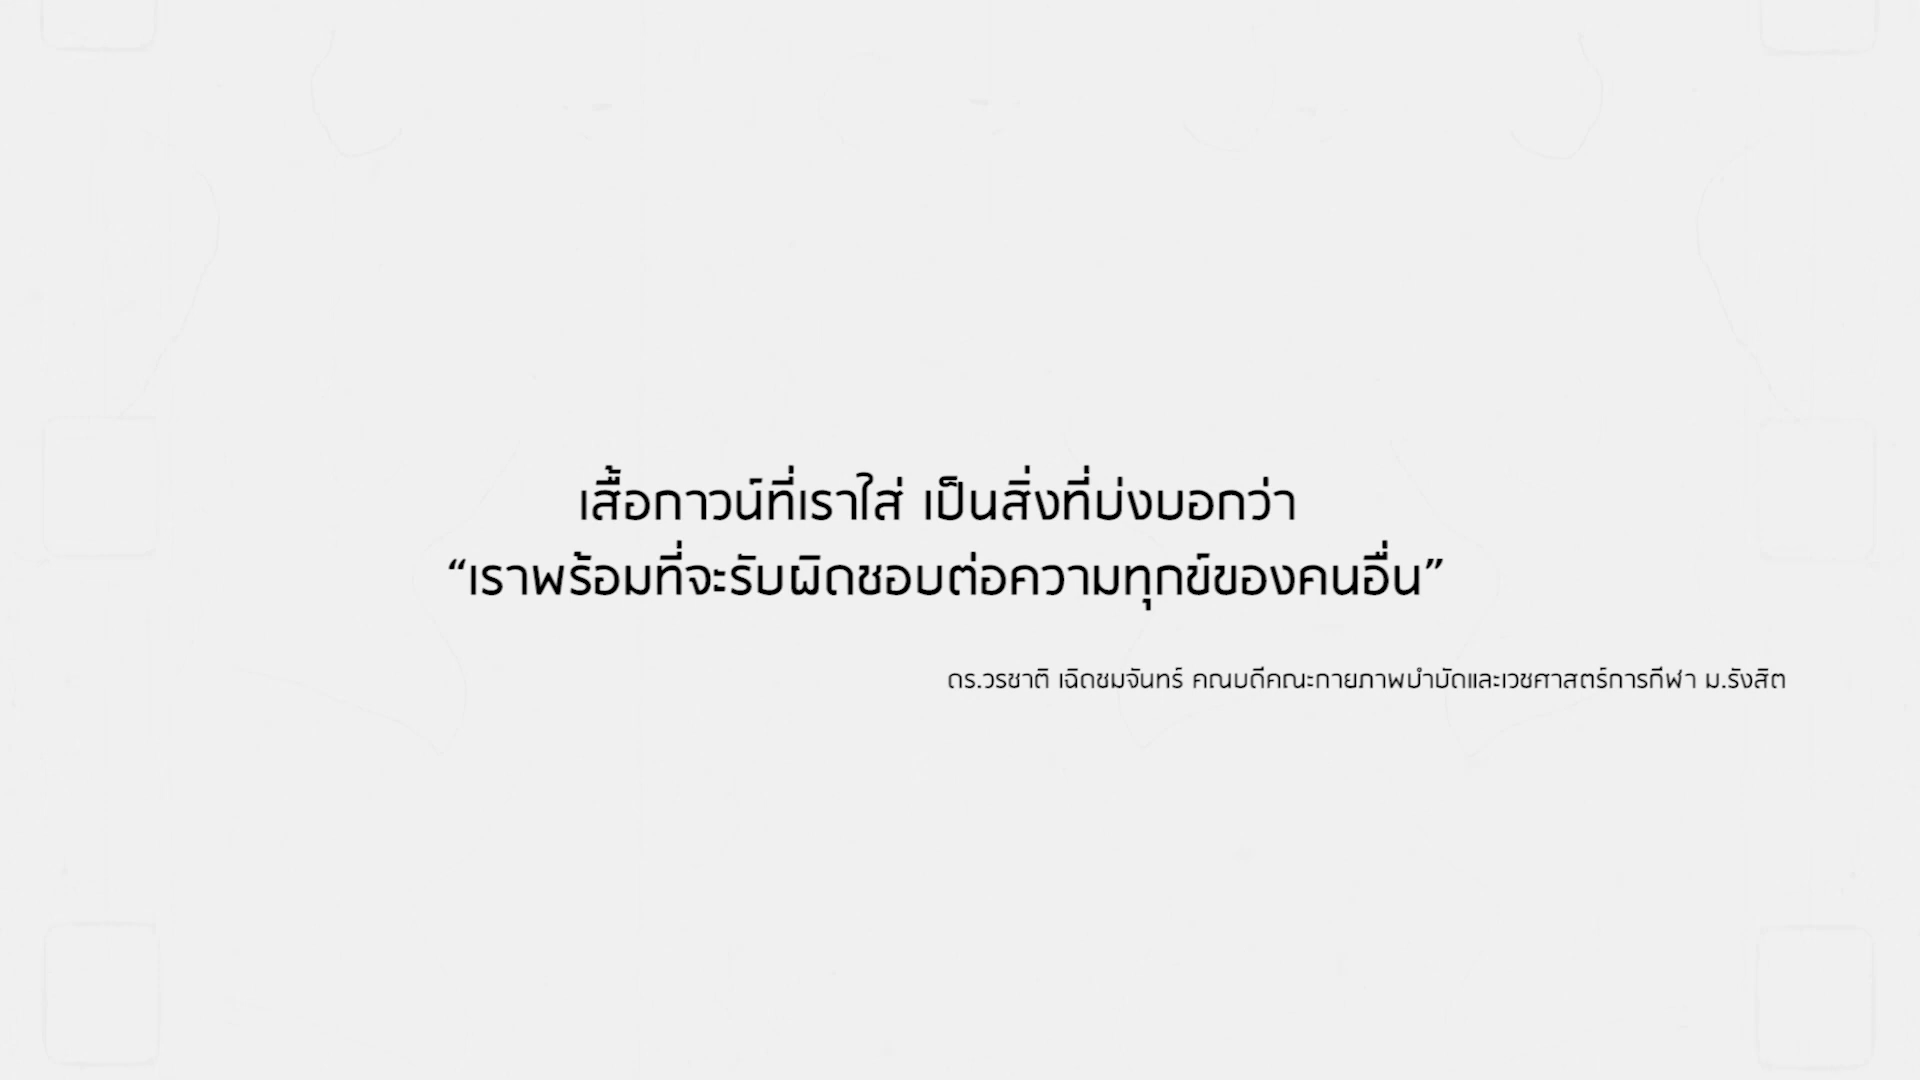 เสื้อกาวน์ที่เราใส่ เป็นสิ่งที่บ่งบอกว่า
“เราพร้อมที่จะรับผิดชอบต่อความทุกข์ของคนอื่น”
ดร.วรชาติ เฉิดชมจันทร์ คณบดีคณะกายภาพบำบัดและเวชศาสตร์การกีฬา ม.รังสิต